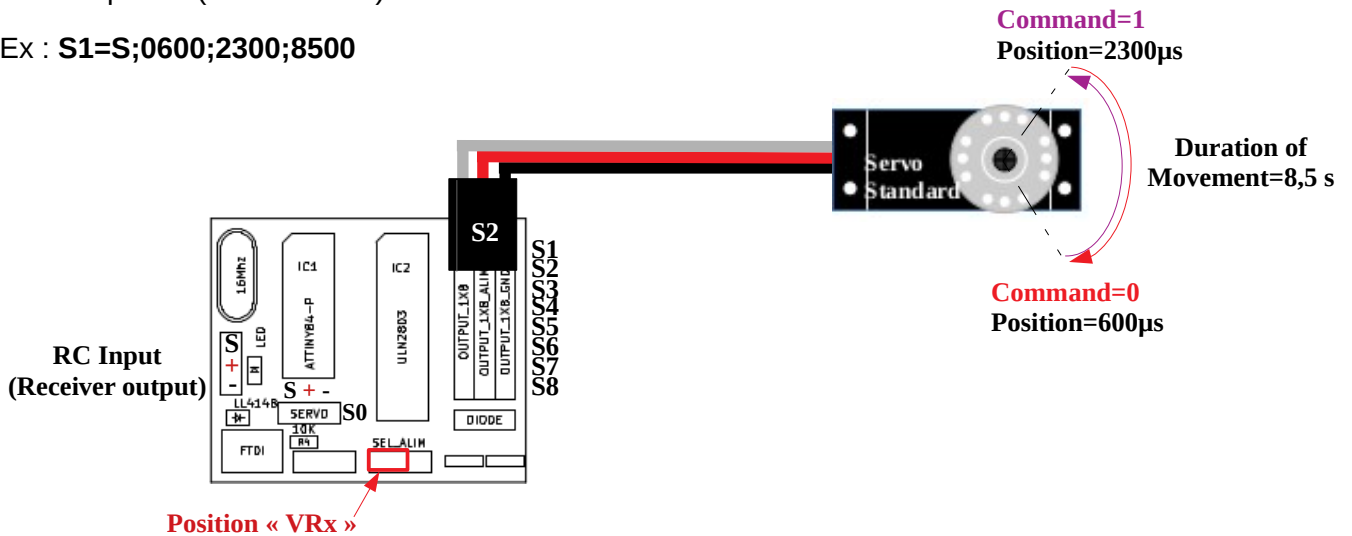 Ex : S1=S;0600;2300;8500
Command=1
Position=2300µs
Servo
Standard
Duration of
Movement=8,5 s
Command=0
Position=600µs
S2
S1
S2
S3
S4
S5
S6
S7
S8
16Mhz
IC1
ATTINY84-P
IC2
ULN2803
OUTPUT_1X8
OUTPUT_1X8_ALIM
OUTPUT_1X8_GND
LED
S
+
-
RC Input
(Receiver output)
S + -
LL4148
SERVO
S0
10K
R4
DIODE
FTDI
SEL_ALIM
Position « VRx »